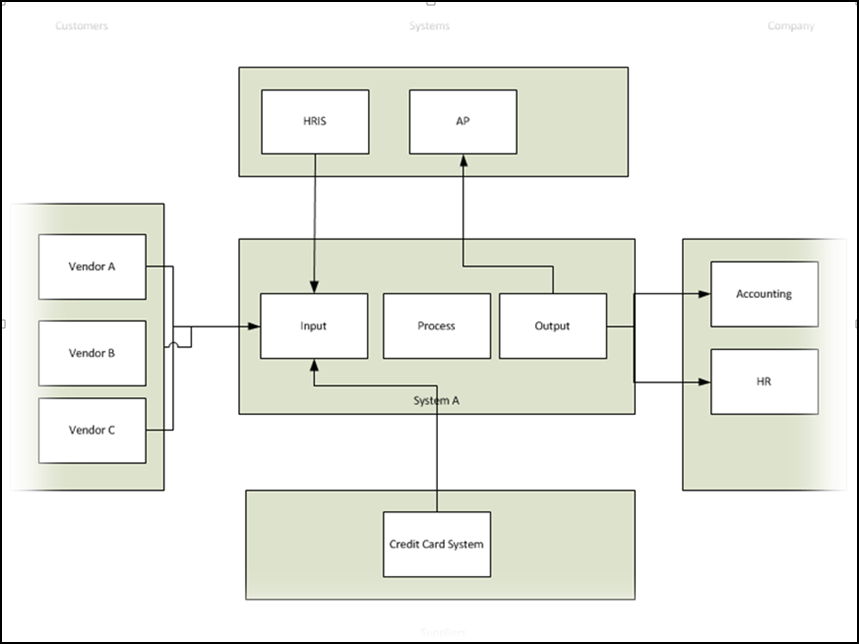 Customers
Systems
Company
HRIS
AP
Vendor A
Vendor B
Vendor C
Input
Process
Output
System A
Accounting
HR
Credit Card System